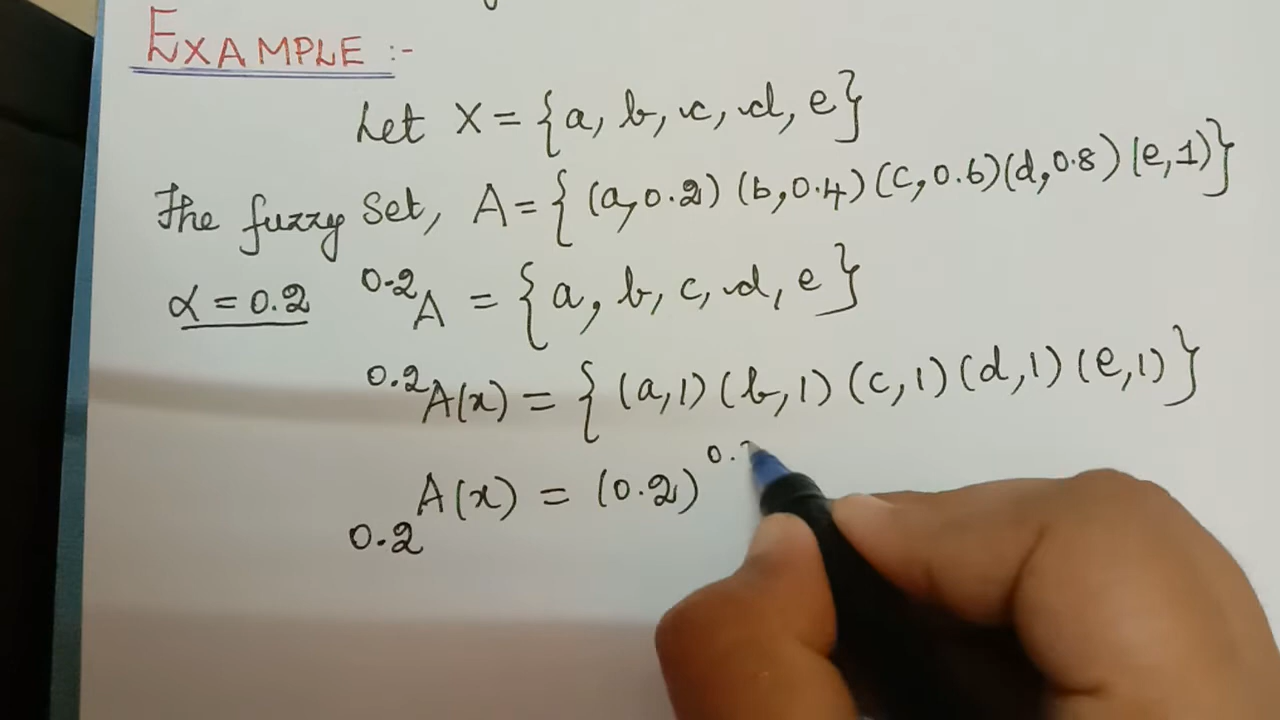 EXAMPLE :-
Let X = {a, b, c, d, e}
The fuzzy Set, A = { (a,0.2) (b,0.4) (c,0.6)(d,0.8) (e,1)}
α = 0.2 0.2A = {a, b, c, d, e}
0.2A(x) = { (a,1) (b,1) (c,1) (d,1) (e,1)}
0.2A(x) = (0.2) 0.